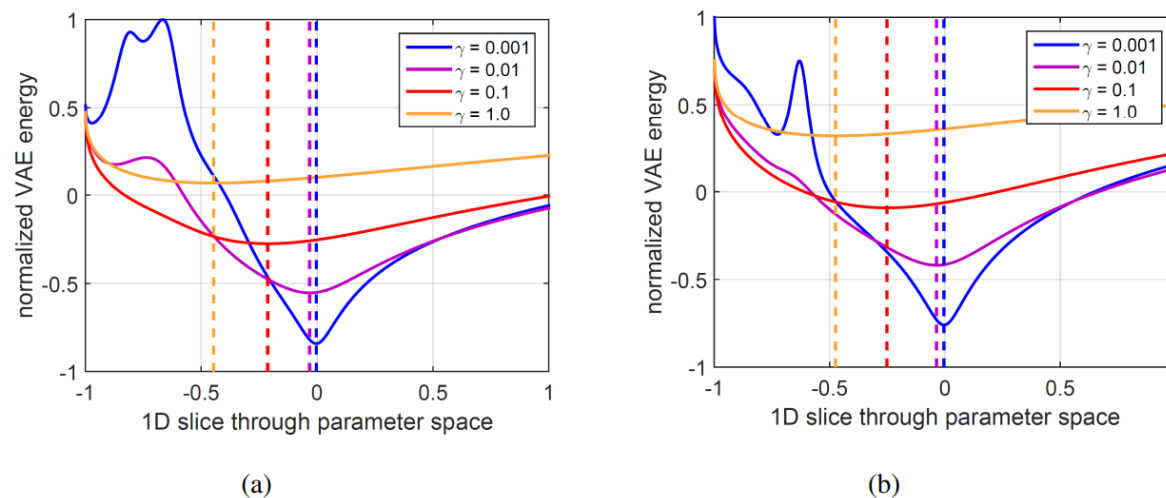 1
0.5
0
-0.5
-1
normalized VAE energy
γ = 0.001
γ = 0.01
γ = 0.1
γ = 1.0
-1 -0.5 0 0.5 1
1D slice through parameter space
(a)
1
0.5
0
-0.5
-1
normalized VAE energy
γ = 0.001
γ = 0.01
γ = 0.1
γ = 1.0
-1 -0.5 0 0.5 1
1D slice through parameter space
(b)